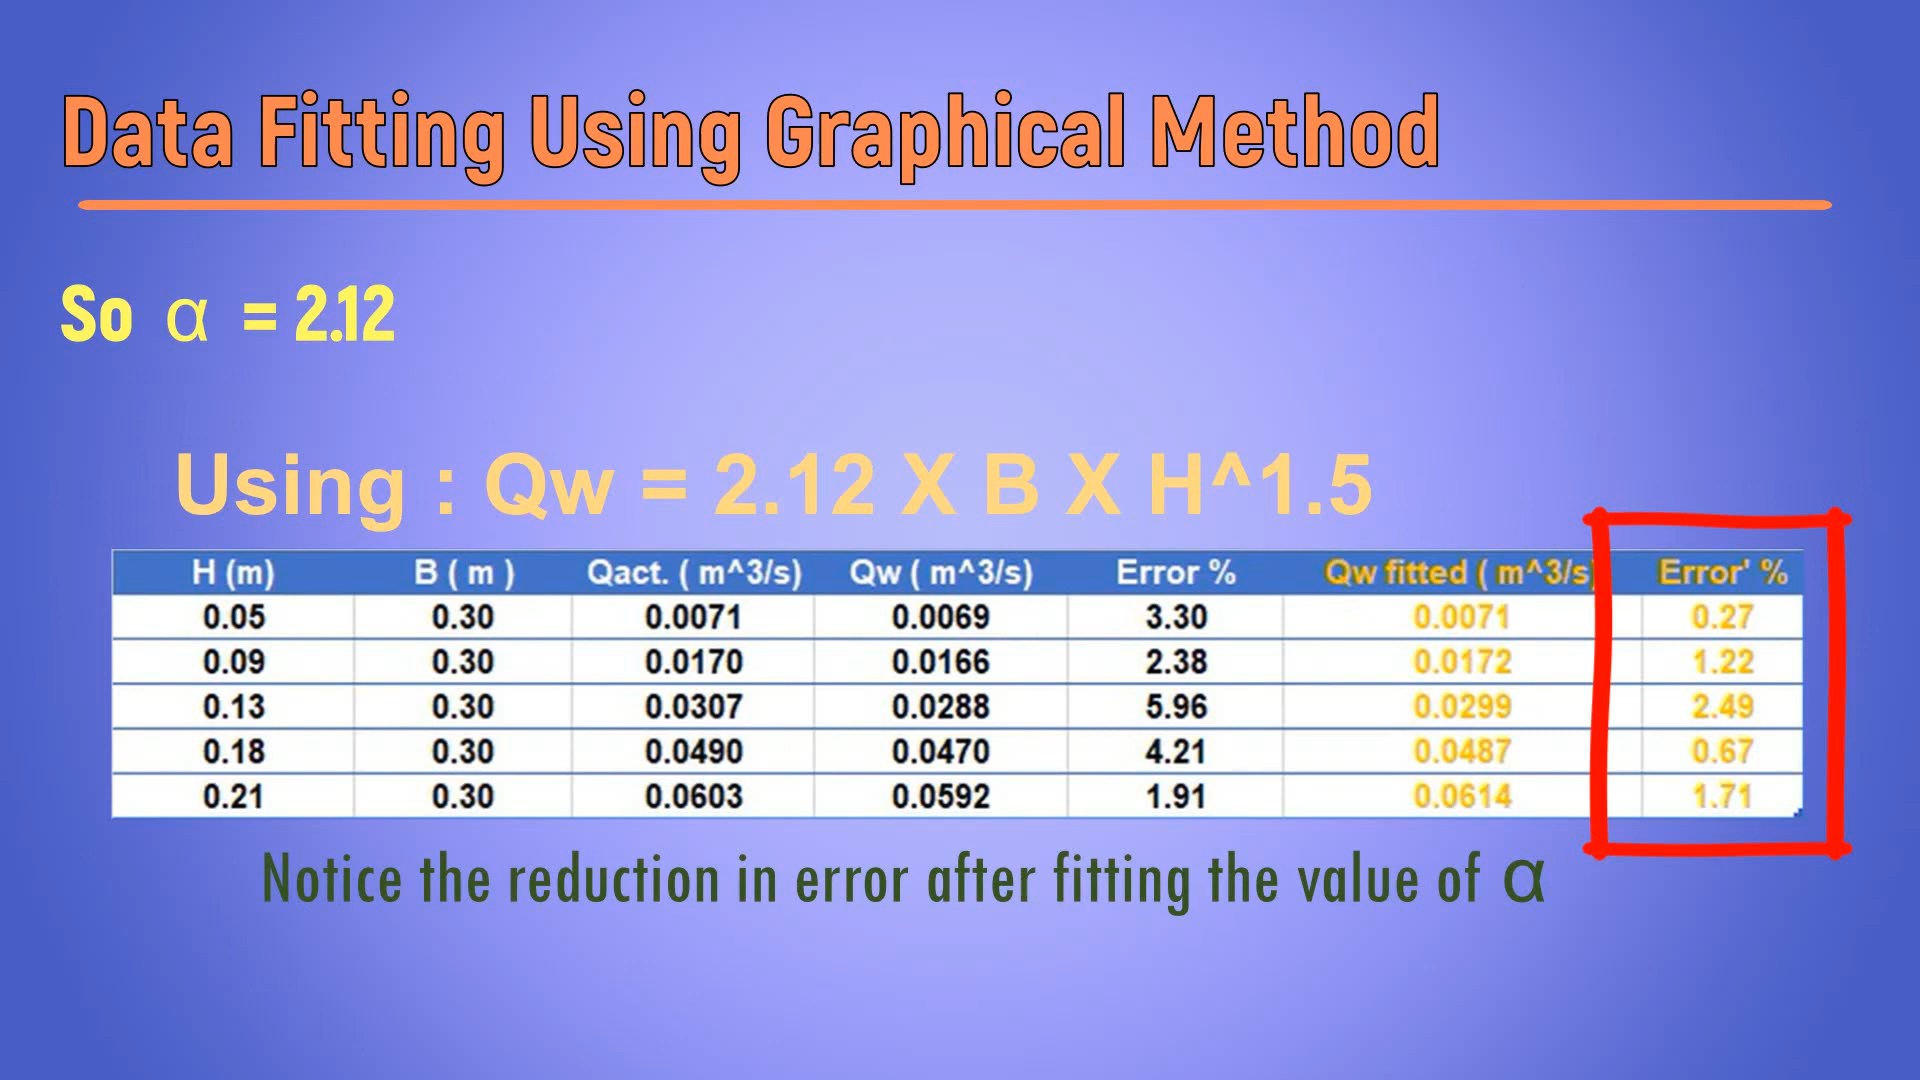 Data Fitting Using Graphical Method
So α = 2.12
Using : Qw = 2.12 X B X H^1.5
H (m) B ( m ) Qact. ( m^3/s) Qw ( m^3/s) Error % Qw fitted ( m^3/s) Error' %
0.05 0.30 0.0071 0.0069 3.30 0.0071 0.27
0.09 0.30 0.0170 0.0166 2.38 0.0172 1.22
0.13 0.30 0.0307 0.0288 5.96 0.0299 2.49
0.18 0.30 0.0490 0.0470 4.21 0.0487 0.67
0.21 0.30 0.0603 0.0592 1.91 0.0614 1.71
Notice the reduction in error after fitting the value of α